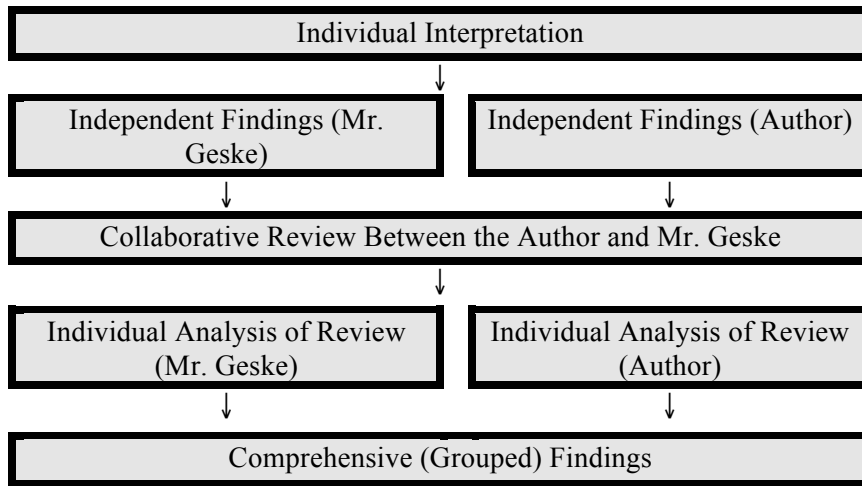 Individual Interpretation
↓
Independent Findings (Mr.
Geske)
Independent Findings (Author)
↓ ↓
Collaborative Review Between the Author and Mr. Geske
↓
Individual Analysis of Review
(Mr. Geske)
Individual Analysis of Review
(Author)
↓ ↓
Comprehensive (Grouped) Findings